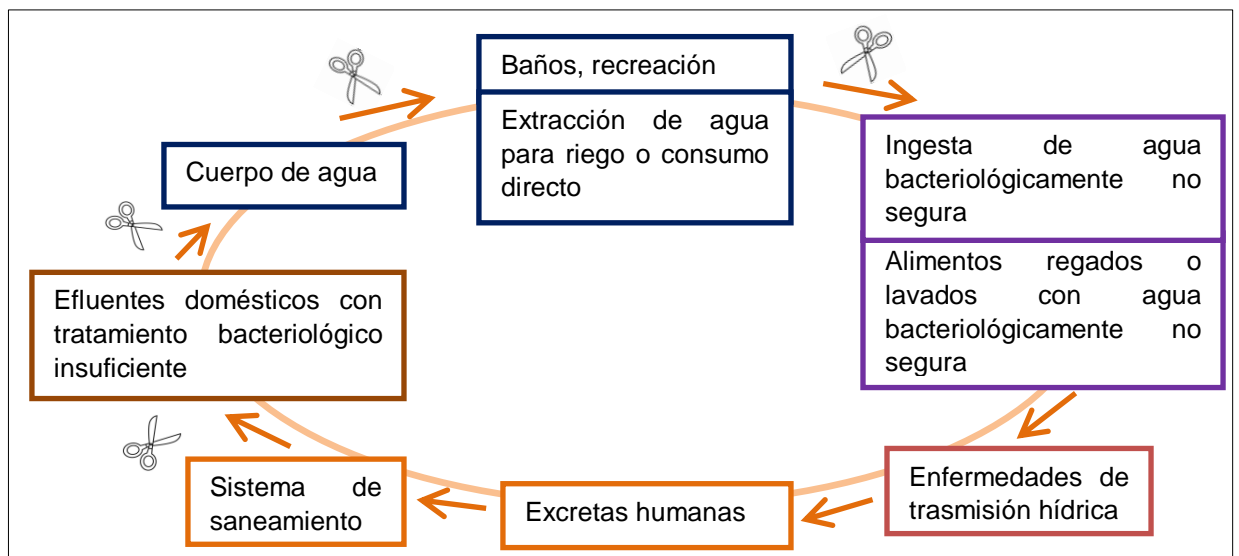 Baños, recreación
Extracción de agua
para riego o consumo
directo
Ingesta de agua
bacteriológicamente no
segura
Alimentos regados o
lavados con agua
bacteriológicamente no
segura
Enfermedades de
trasmisión hídrica
Excretas humanas
Sistema de
saneamiento
Efluentes domésticos con
tratamiento bacteriológico
insuficiente
Cuerpo de agua